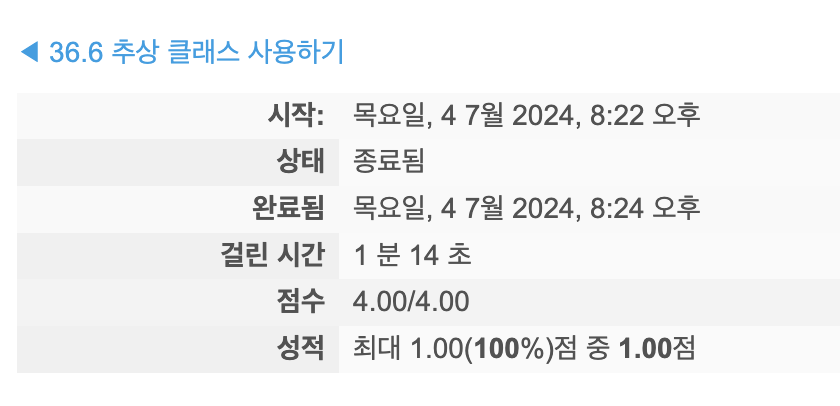 ◀ 36.6 추상 클래스 사용하기
시작: 목요일, 4 7월 2024, 8:22 오후
상태 종료됨
완료됨 목요일, 4 7월 2024, 8:24 오후
걸린 시간 1 분 14 초
점수 4.00/4.00
성적 최대 1.00(100%)점 중 1.00점